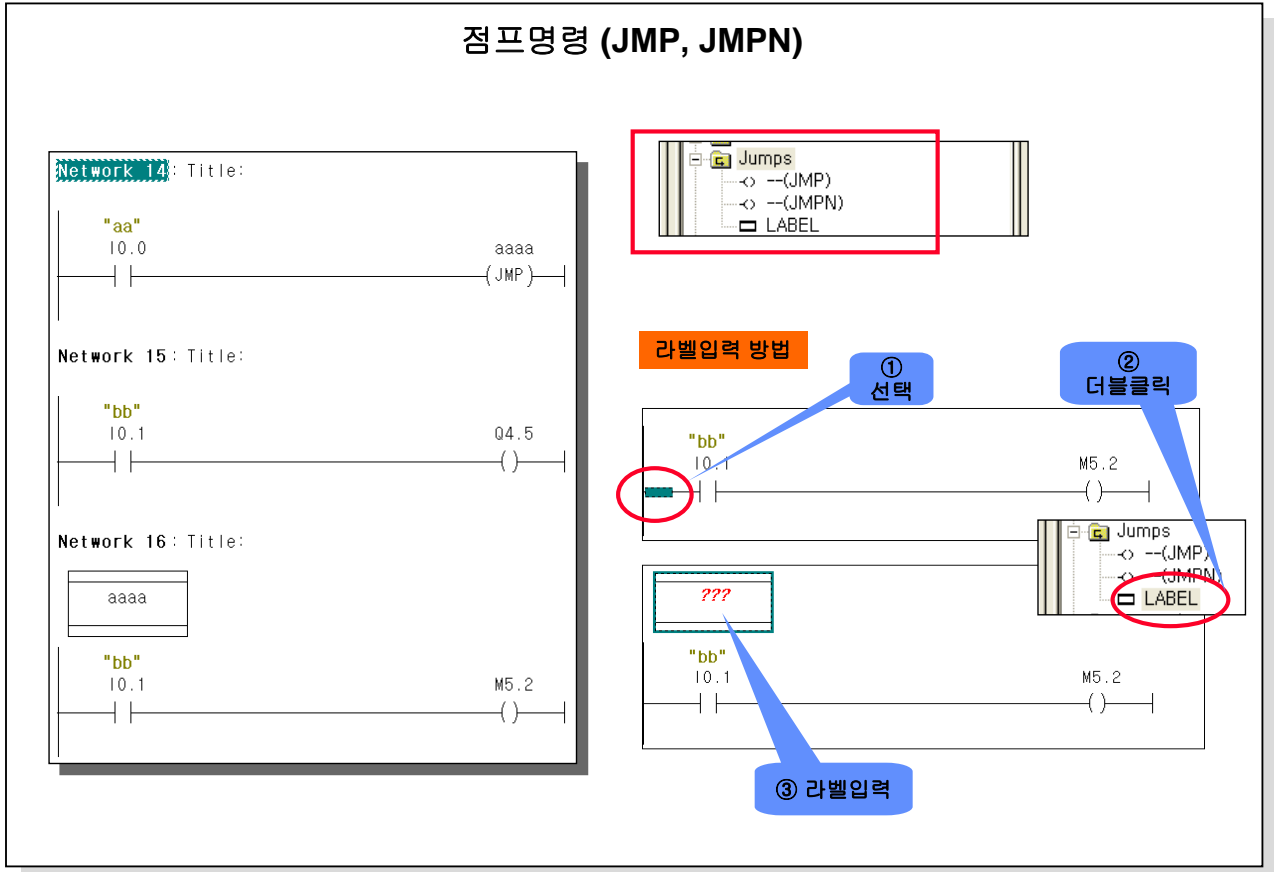 점프명령 (JMP, JMPN)
Network 14 : Title:
"aa"
I0.0
aaaa
(JMP)
Network 15 : Title:
"bb"
I0.1
Q4.5
( )
Network 16 : Title:
aaaa
"bb"
I0.1
M5.2
( )
Jumps
--(JMP)
--(JMPN)
LABEL
라벨입력 방법
①
선택
②
더블클릭
"bb"
I0.1
M5.2
( )
Jumps
--(JMP)
--(JMPN)
LABEL
???
"bb"
I0.1
M5.2
( )
③ 라벨입력